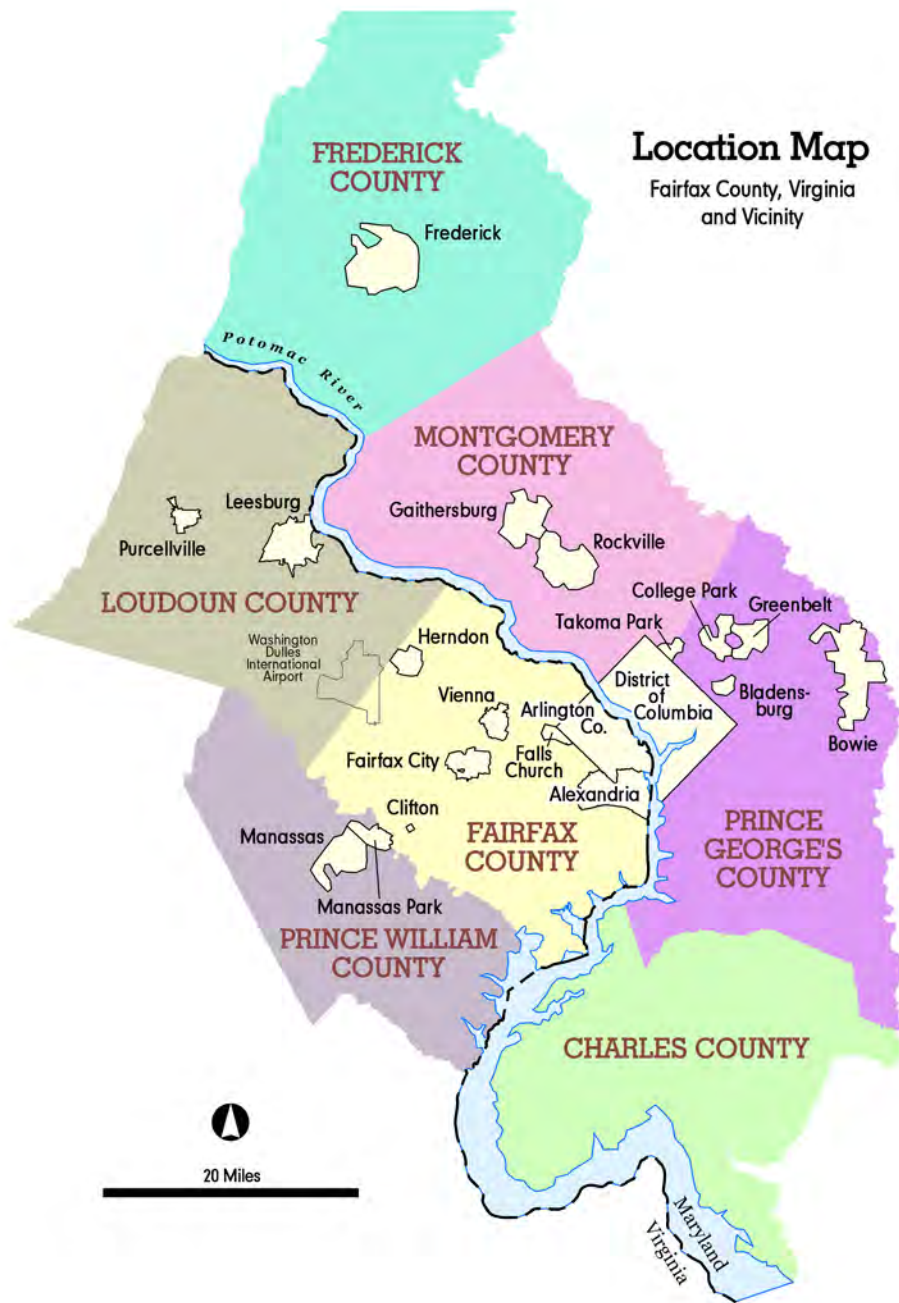 Location Map
Fairfax County, Virginia
and Vicinity
FREDERICK
COUNTY
Frederick
Potomac River
MONTGOMERY
COUNTY
Leesburg
Gaithersburg
Purcellville
Rockville
LOUDOUN COUNTY
College Park
Greenbelt
Takoma Park
Herndon
Washington
Dulles
International
Airport
District
of
Columbia
Vienna
Arlington
Co.
Bladens-
burg
Bowie
Fairfax City
Falls
Church
Alexandria
Clifton
Manassas
FAIRFAX
COUNTY
PRINCE
GEORGE'S
COUNTY
Manassas Park
PRINCE WILLIAM
COUNTY
CHARLES COUNTY
20 Miles
Maryland
Virginia